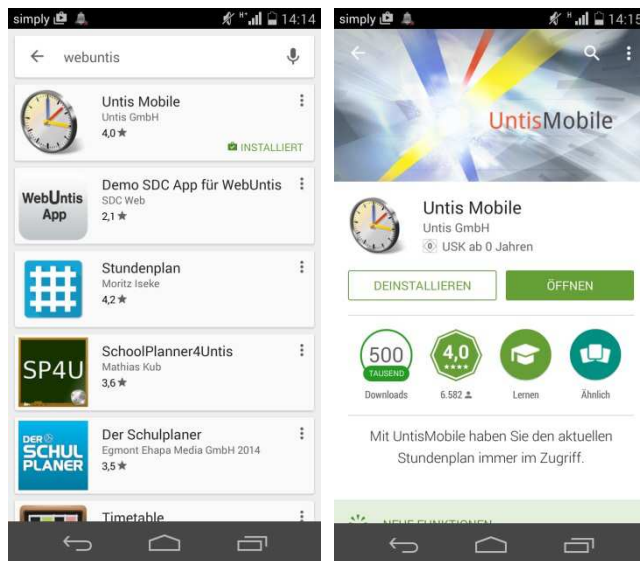 simply 14:14
webuntis
Untis Mobile
Untis GmbH
4,0 ★
INSTALLIERT
WebUntis
App
Demo SDC App für WebUntis
SDC Web
2,1 ★
Stundenplan
Moritz Iseke
4,2 ★
SP4U
SchoolPlanner4Untis
Mathias Kub
3,6 ★
DER
SCHUL
PLANER
Der Schulplaner
Egmont Ehapa Media GmbH 2014
3,5 ★
Timetable
simply H 14:15
UntisMobile
Untis Mobile
Untis GmbH
0 USK ab 0 Jahren
DEINSTALLIEREN ÖFFNEN
500
TAUSEND
4,0
★★★★
Downloads 6.582 Lernen Ähnlich
Mit UntisMobile haben Sie den aktuellen
Stundenplan immer im Zugriff.
NEUE FUNKTIONEN